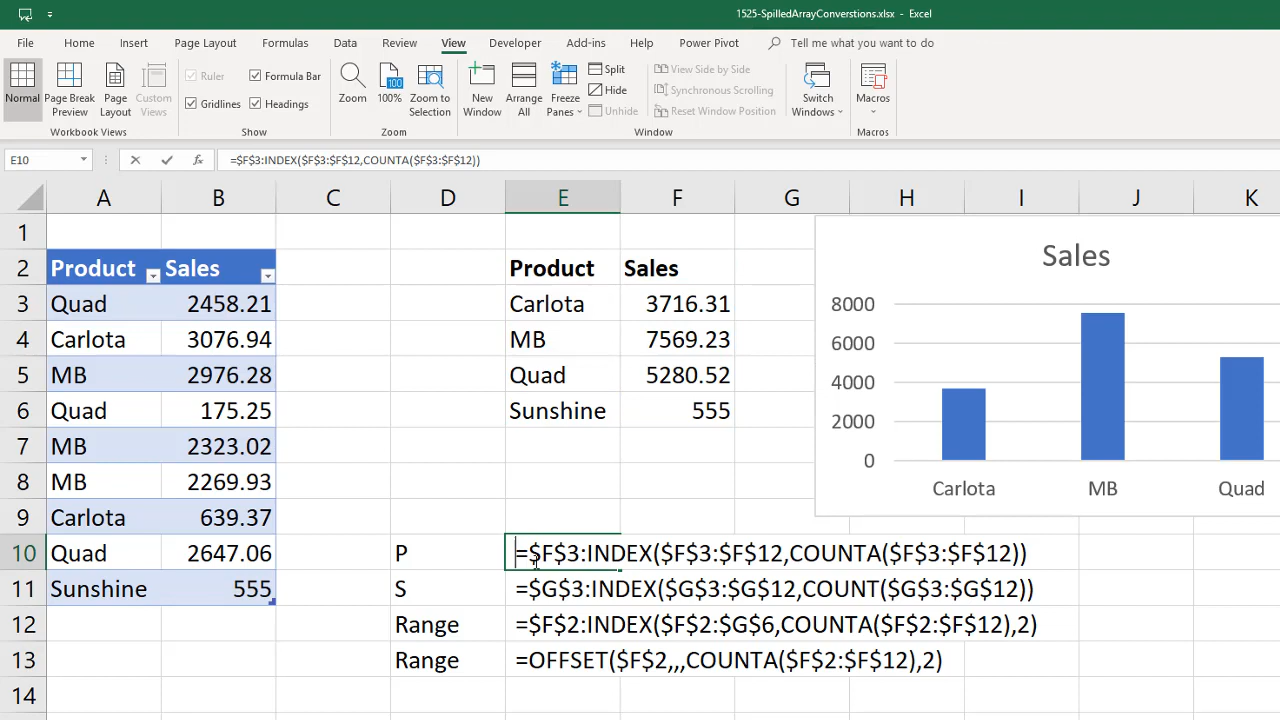 1525-SpilledArrayConverstions.xlsx - Excel
File Home Insert Page Layout Formulas Data Review View Developer Add-ins Help Power Pivot Tell me what you want to do
Normal Page Break Preview Page Layout Custom Views
Ruler Formula Bar
Gridlines Headings
Zoom 100% Zoom to Selection
New Window Arrange All Freeze Panes
Split
Hide
Unhide
View Side by Side
Synchronous Scrolling
Reset Window Position
Switch Windows
Macros
Workbook Views Show Zoom Window Macros
E10 fx =$F$3:INDEX($F$3:$F$12,COUNTA($F$3:$F$12))
A B C D E F G H I J K
1
2 Product Sales Product Sales
3 Quad 2458.21 Carlota 3716.31
4 Carlota 3076.94 MB 7569.23
5 MB 2976.28 Quad 5280.52
6 Quad 175.25 Sunshine 555
7 MB 2323.02
8 MB 2269.93
9 Carlota 639.37
10 Quad 2647.06 P =$F$3:INDEX($F$3:$F$12,COUNTA($F$3:$F$12))
11 Sunshine 555 S =$G$3:INDEX($G$3:$G$12,COUNT($G$3:$G$12))
12 Range =$F$2:INDEX($F$2:$G$6,COUNTA($F$2:$F$12),2)
13 Range =OFFSET($F$2,,,COUNTA($F$2:$F$12),2)
14
Sales
8000
6000
4000
2000
0
Carlota MB Quad